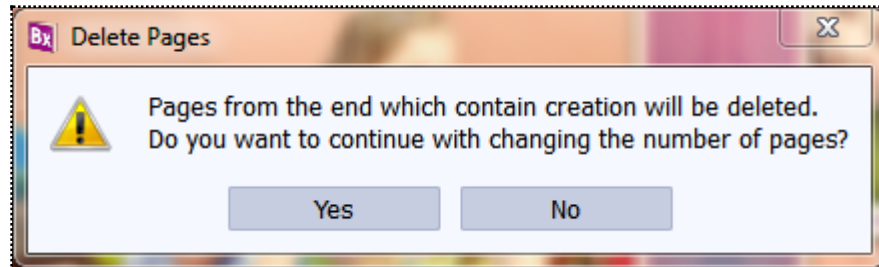 Bx Delete Pages
Pages from the end which contain creation will be deleted.
Do you want to continue with changing the number of pages?
Yes No